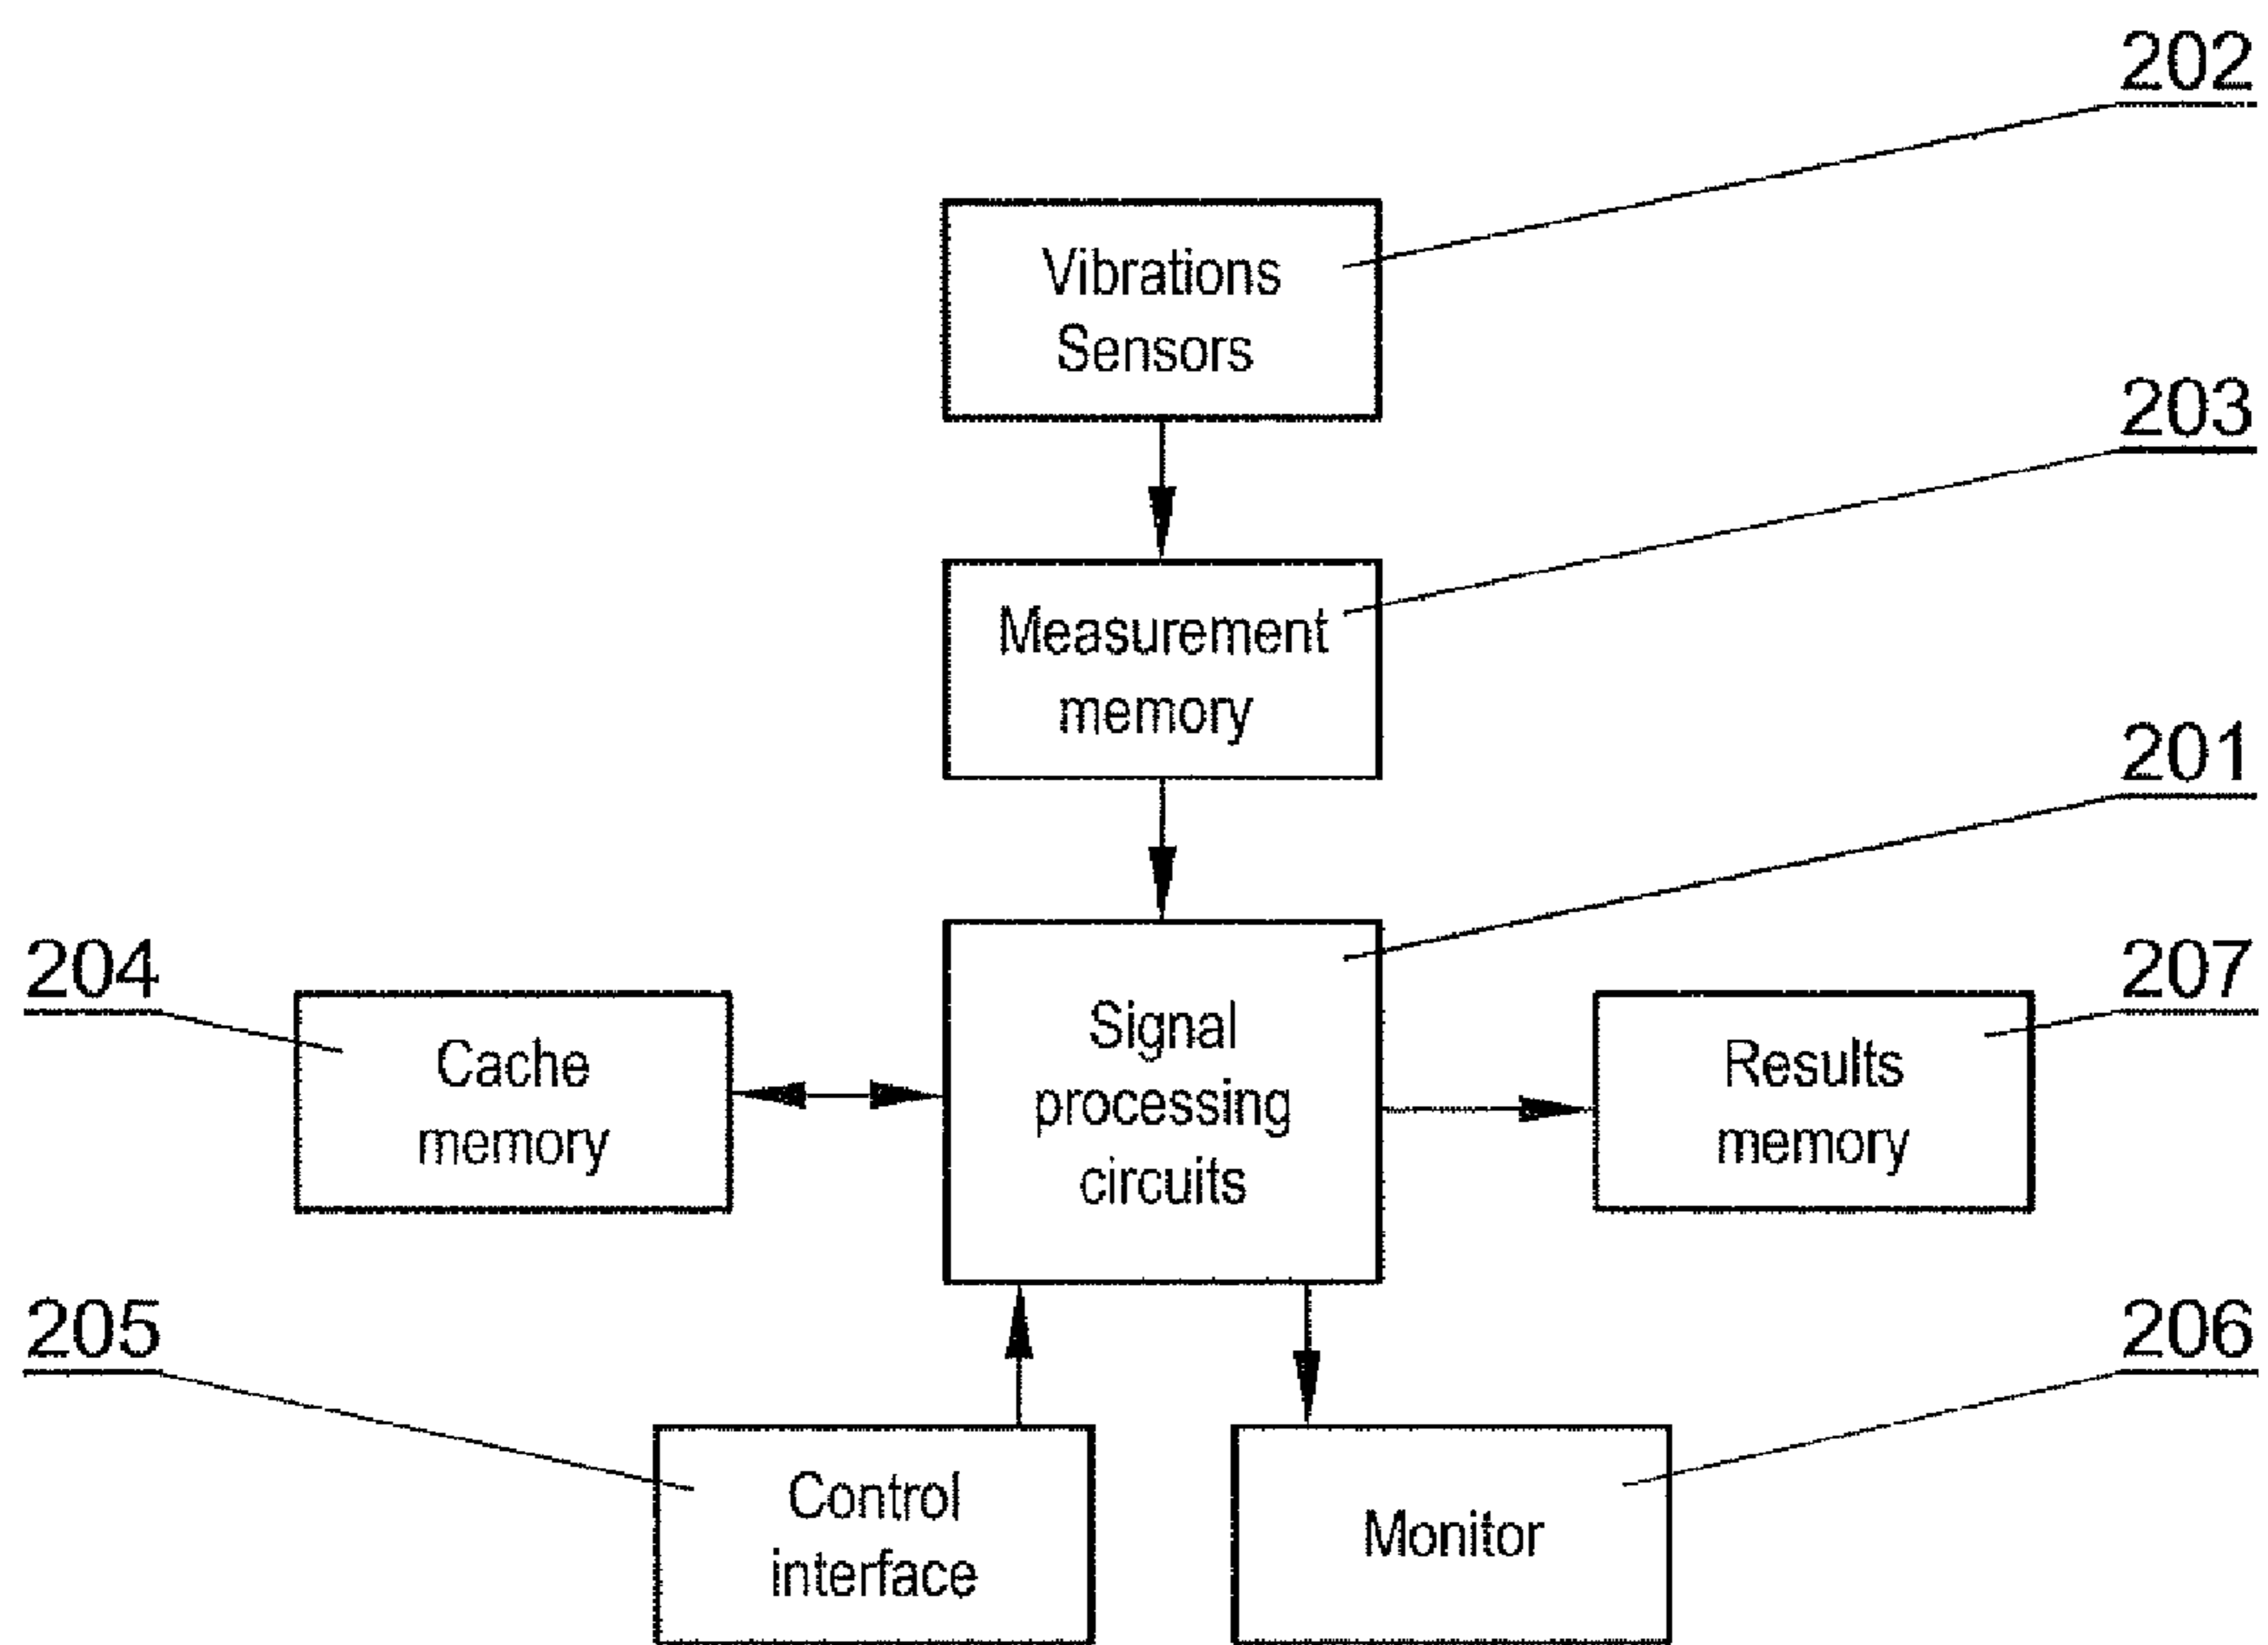 202
Vibrations
Sensors
203
Measurement
memory
201
Signal
processing
circuits
204
Cache
memory
207
Results
memory
205
Control
interface
206
Monitor